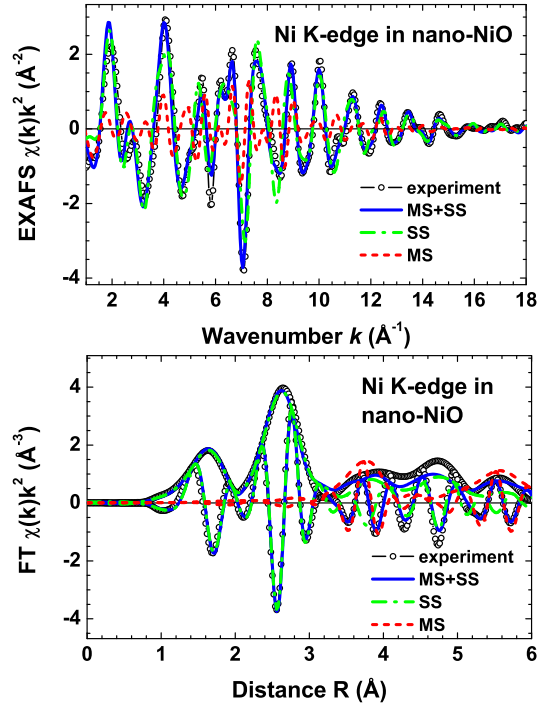 Ni K-edge in nano-NiO
EXAFS χ(k)k² (Å⁻²)
4
2
0
-2
-4
experiment
MS+SS
SS
MS
2 4 6 8 10 12 14 16 18
Wavenumber k (Å⁻¹)
Ni K-edge in
nano-NiO
FT χ(k)k² (Å⁻³)
4
2
0
-2
-4
experiment
MS+SS
SS
MS
0 1 2 3 4 5 6
Distance R (Å)